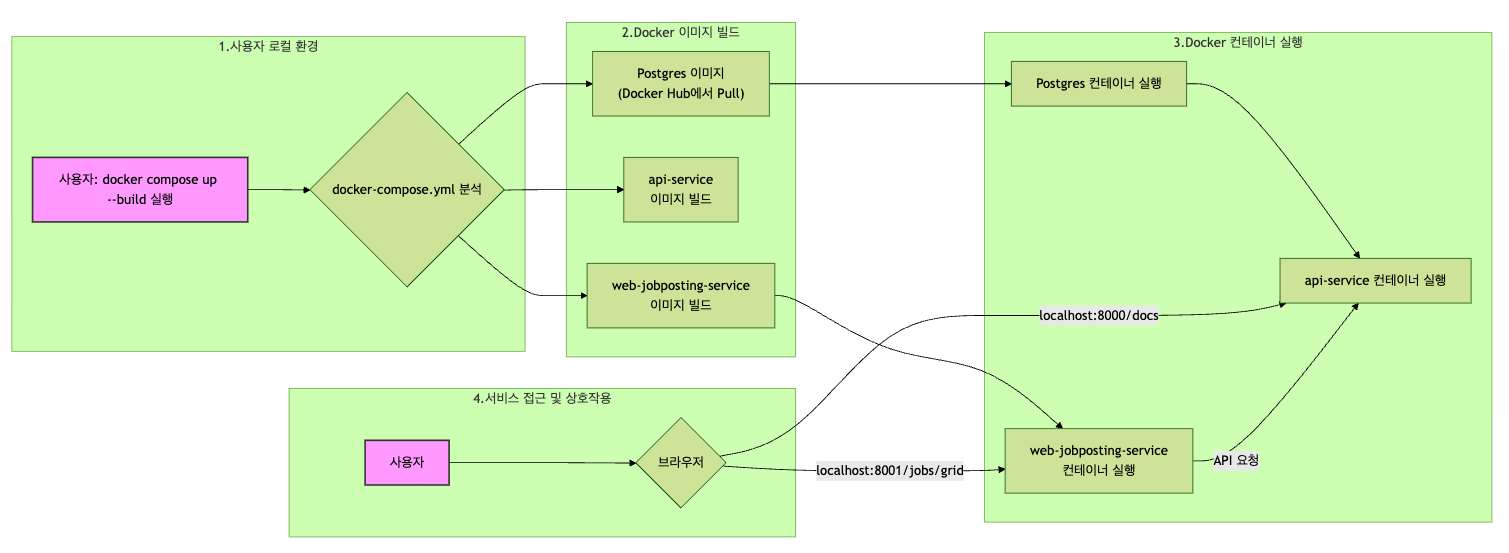 1.사용자 로컬 환경
사용자: docker compose up
--build 실행
docker-compose.yml 분석
2.Docker 이미지 빌드
Postgres 이미지
(Docker Hub에서 Pull)
api-service
이미지 빌드
web-jobposting-service
이미지 빌드
3.Docker 컨테이너 실행
Postgres 컨테이너 실행
api-service 컨테이너 실행
localhost:8000/docs
web-jobposting-service
컨테이너 실행
API 요청
4.서비스 접근 및 상호작용
사용자
브라우저
localhost:8001/jobs/grid